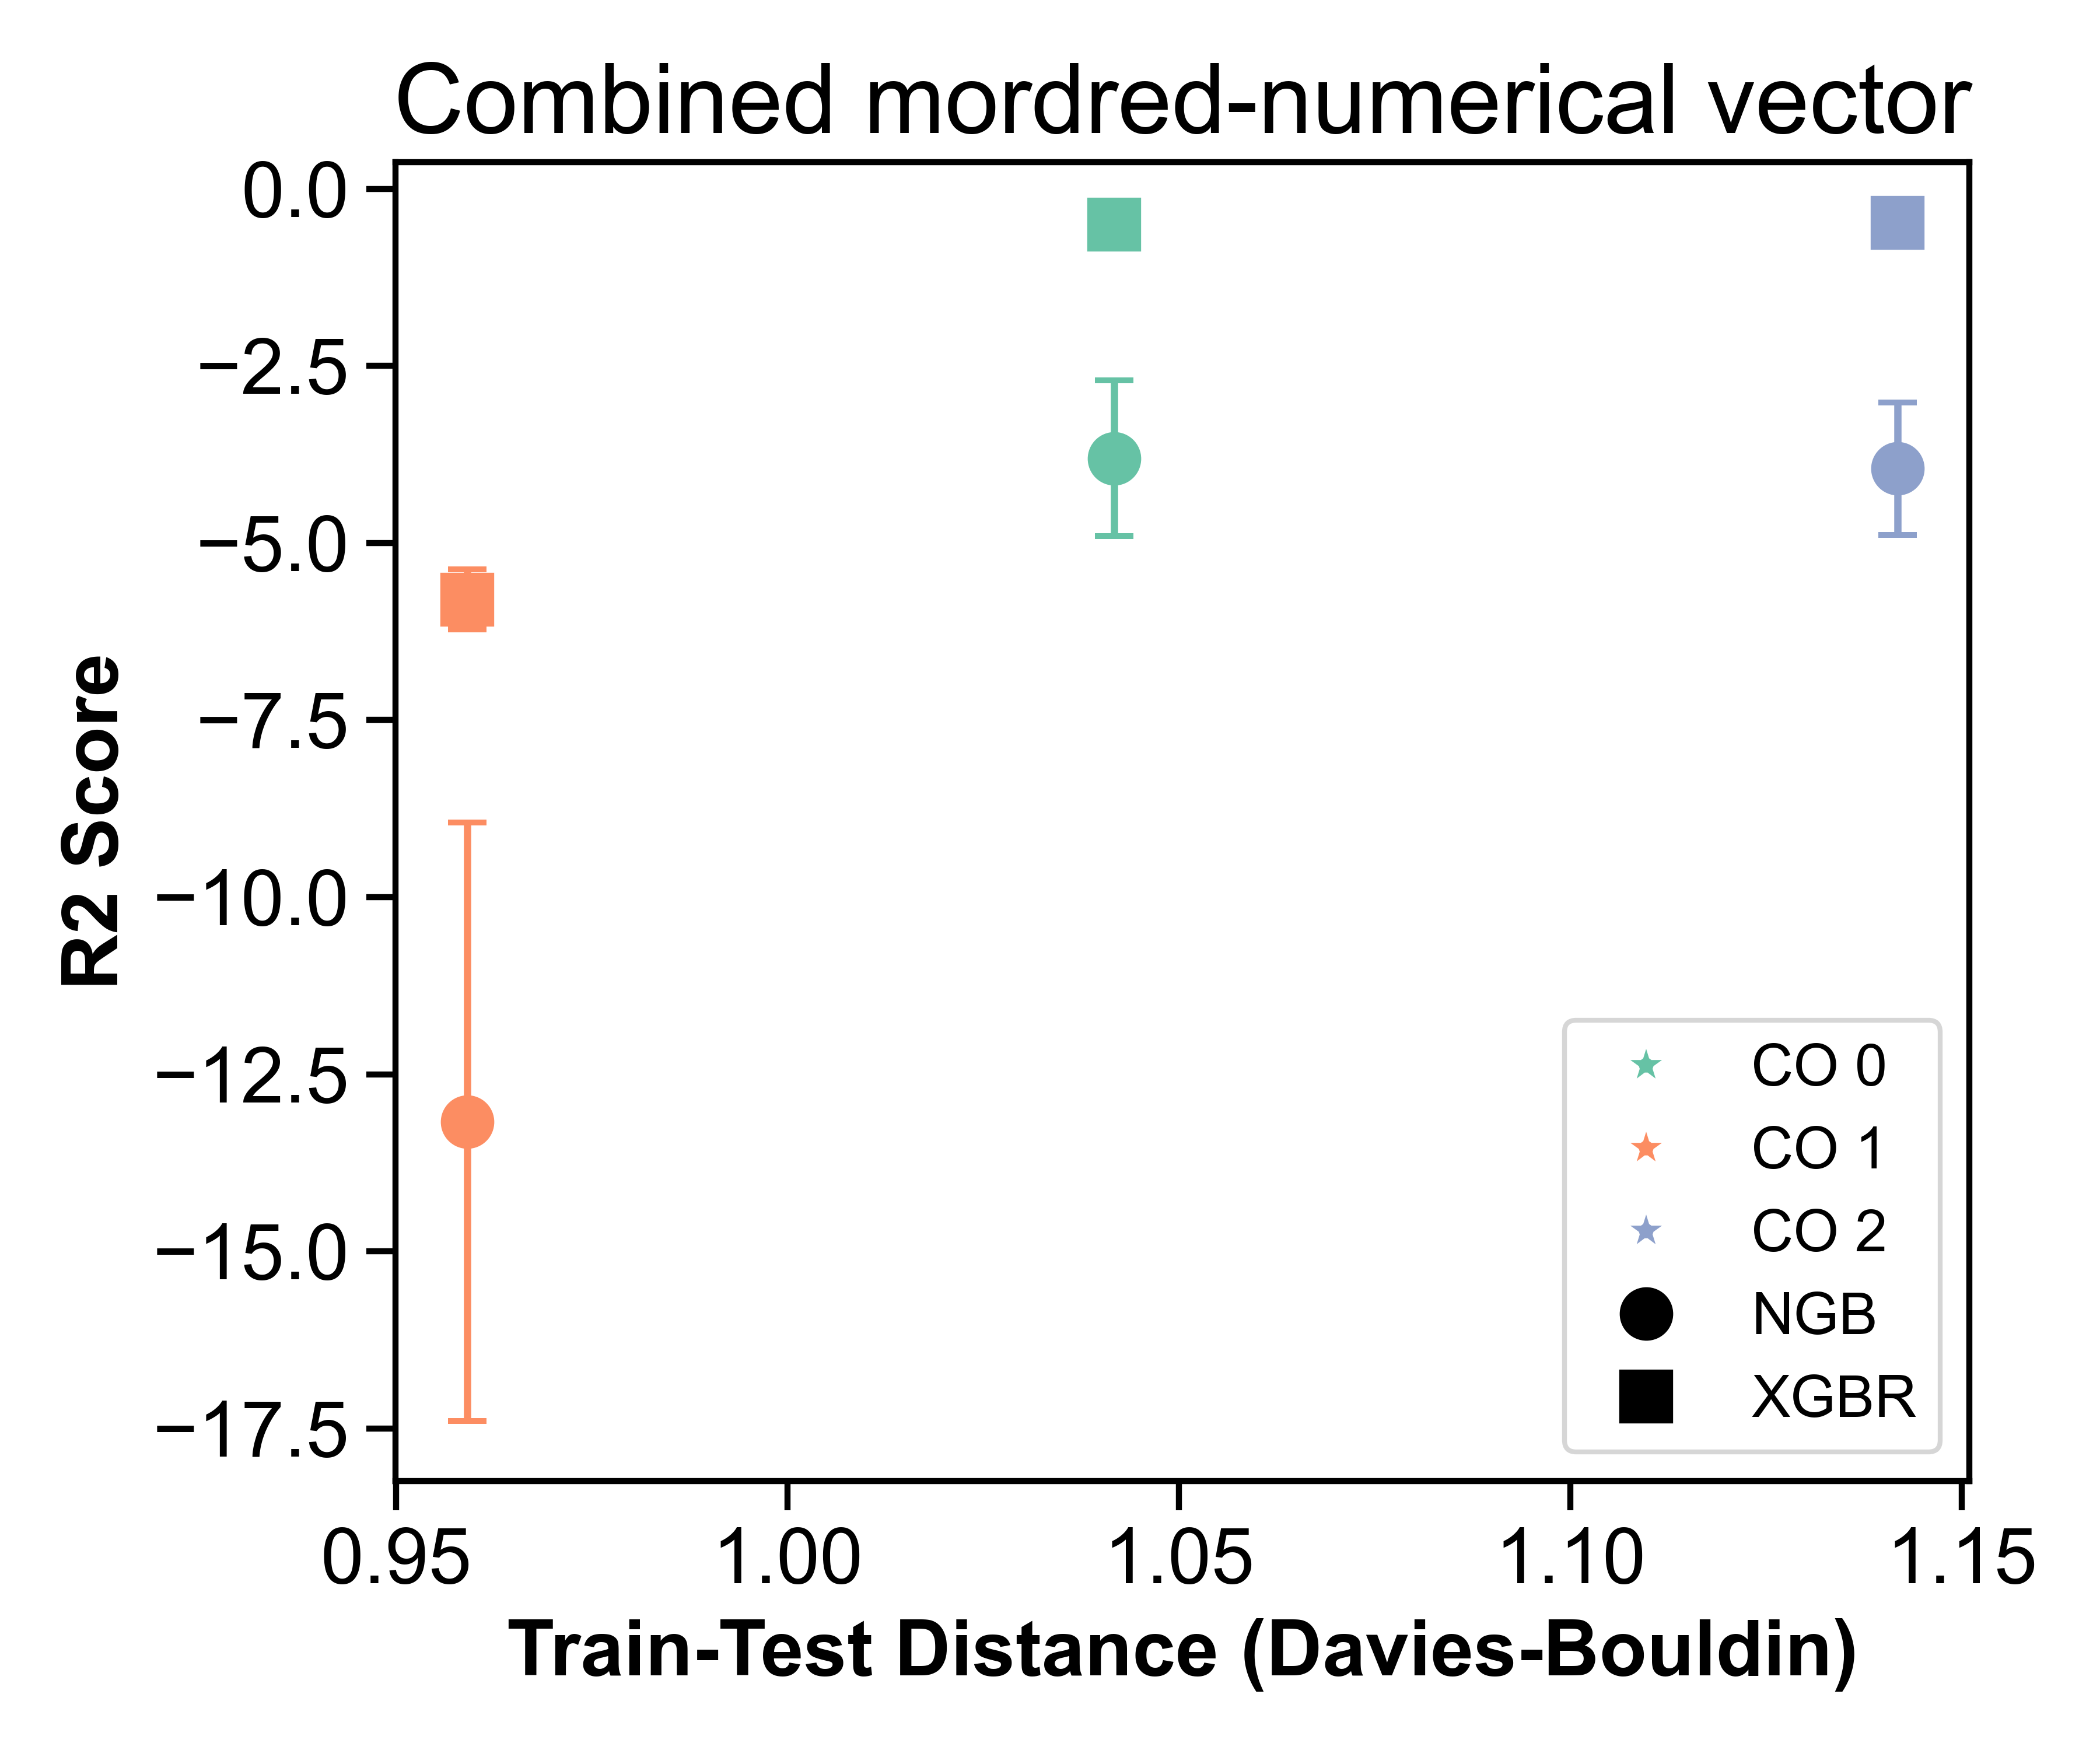 Combined mordred-numerical vector
0.0
−2.5
−5.0
−7.5
−10.0
−12.5
−15.0
−17.5
R2 Score
CO 0
CO 1
CO 2
NGB
XGBR
0.95 1.00 1.05 1.10 1.15
Train-Test Distance (Davies-Bouldin)